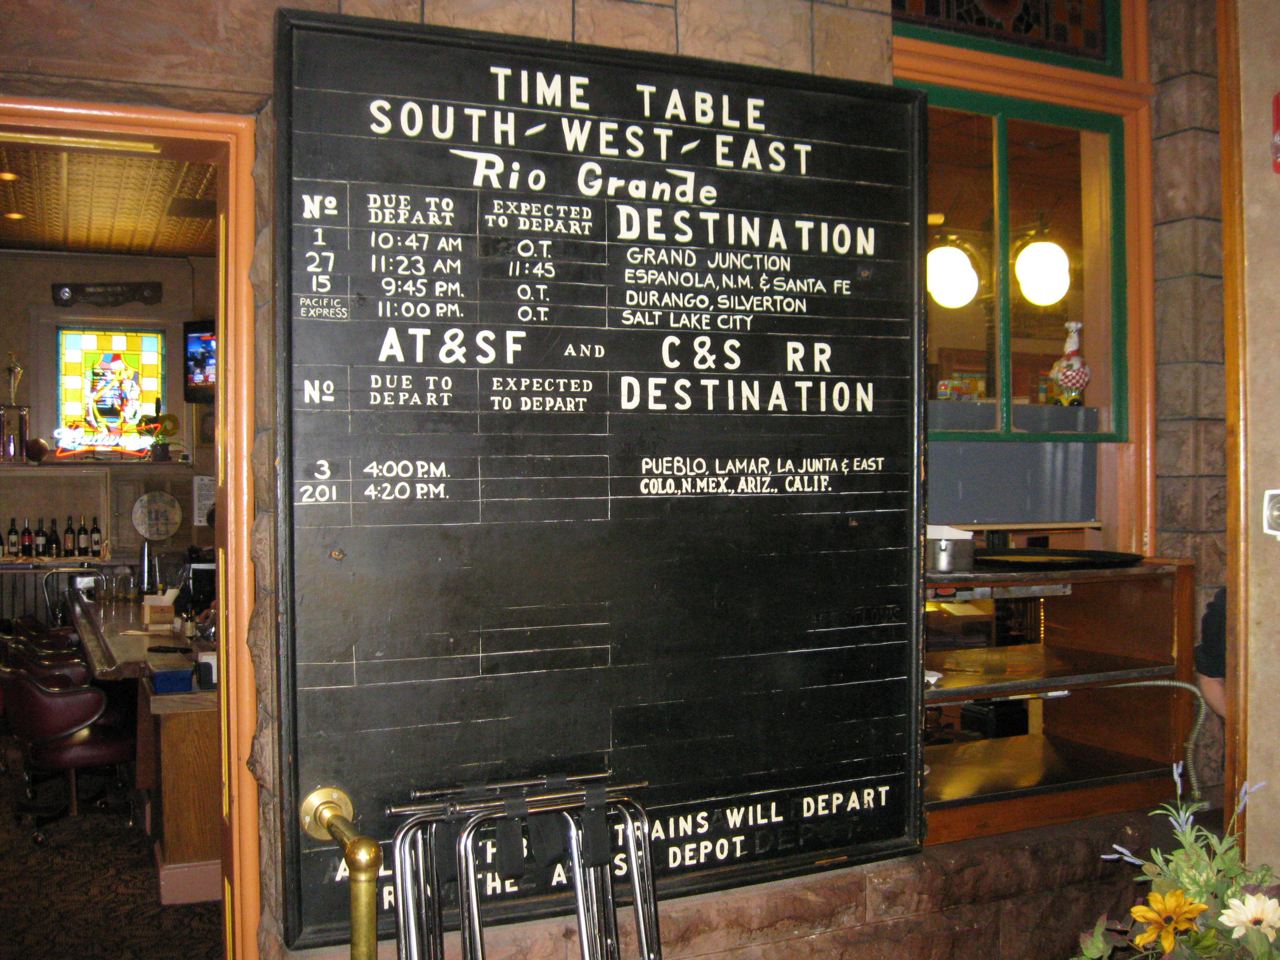 TIME TABLE
SOUTH-WEST-EAST
Rio Grande
Nº DUE TO DEPART EXPECTED TO DEPART DESTINATION
1 10:47 AM O.T. GRAND JUNCTION
27 11:23 AM 11:45 ESPANOLA, N.M. & SANTA FE
15 9:45 P.M. O.T. DURANGO, SILVERTON
PACIFIC EXPRESS 11:00 P.M. O.T. SALT LAKE CITY
AT&SF AND C&S RR
Nº DUE TO DEPART EXPECTED TO DEPART DESTINATION
3 4:00 P.M. PUEBLO, LAMAR, LA JUNTA & EAST
201 4:20 P.M. COLO., N.MEX., ARIZ., CALIF.
TRAINS WILL DEPART
THE DEPOT
Budweiser